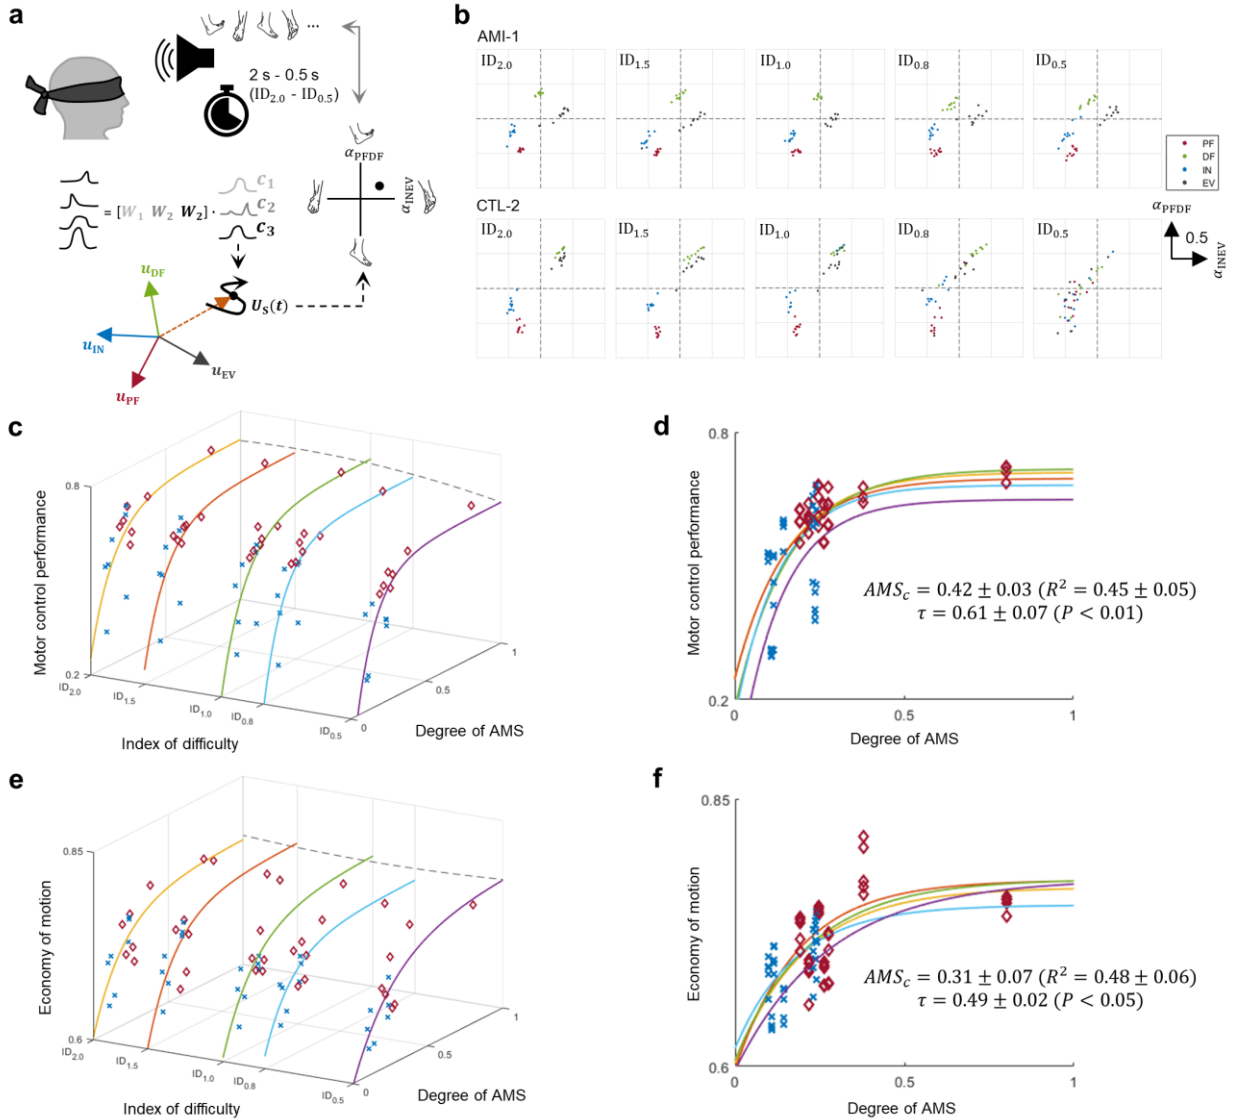 a
...
2 s - 0.5 s
(ID2.0 - ID0.5)
αPFDF
αINEV
c1
= [W1 W2 W2] · c2
c3
uDF
uIN
uEV
uPF
Us(t)
b
AMI-1
ID2.0 ID1.5 ID1.0 ID0.8 ID0.5
PF
DF
IN
EV
CTL-2
ID2.0 ID1.5 ID1.0 ID0.8 ID0.5
αPFDF
0.5
αINEV
c
Motor control performance
0.8
0.2
ID2.0 ID1.5 ID1.0 ID0.8 ID0.5
0 0.5 1
Index of difficulty
Degree of AMS
d
Motor control performance
0.8
0.2
AMSc = 0.42 ± 0.03 (R² = 0.45 ± 0.05)
τ = 0.61 ± 0.07 (P < 0.01)
0 0.5 1
Degree of AMS
e
Economy of motion
0.85
0.6
ID2.0 ID1.5 ID1.0 ID0.8 ID0.5
0 0.5 1
Index of difficulty
Degree of AMS
f
Economy of motion
0.85
0.6
AMSc = 0.31 ± 0.07 (R² = 0.48 ± 0.06)
τ = 0.49 ± 0.02 (P < 0.05)
0 0.5 1
Degree of AMS